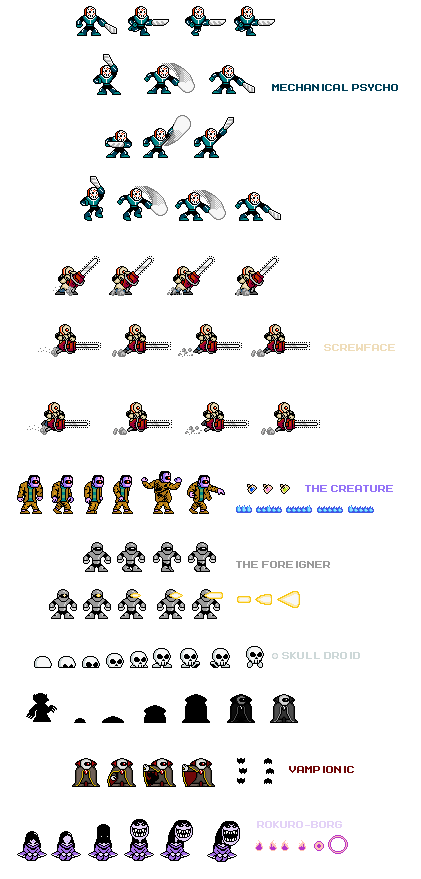 MECHANICAL PSYCHO
SCREWFACE
THE CREATURE
THE FOREIGNER
C SKULL DROID
VAMPIONIC
ROKURO-BORG